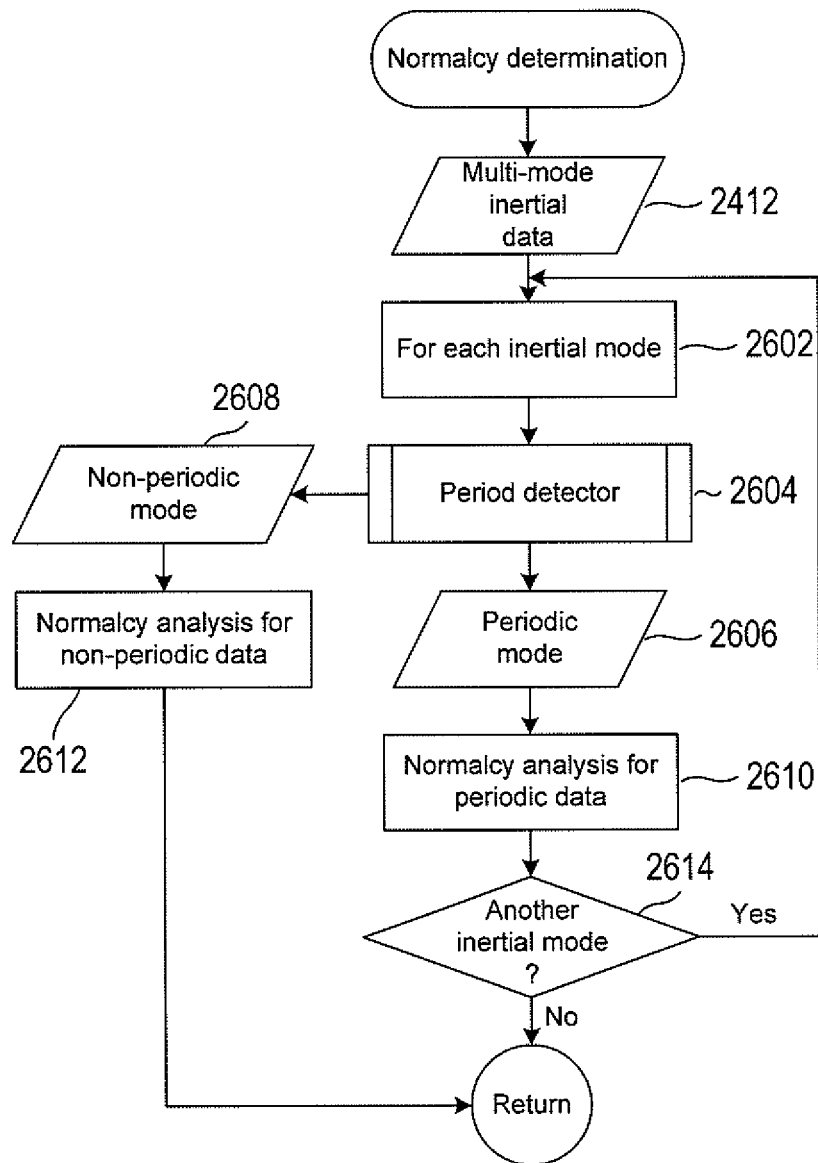 Normalcy determination
Multi-mode
inertial
data
2412
For each inertial mode
2602
2608
Non-periodic
mode
Period detector
2604
Normalcy analysis for
non-periodic data
2612
Periodic
mode
2606
Normalcy analysis for
periodic data
2610
2614
Another
inertial mode
?
Yes
No
Return